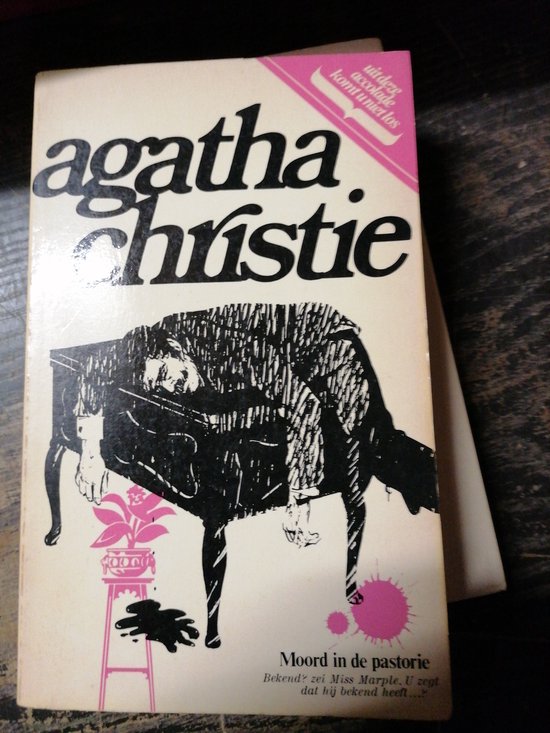 uit deze
accolade
komt u niet los
agatha
christie
Moord in de pastorie
Bekend? zei Miss Marple. U zegt
dat hij bekend heeft...?